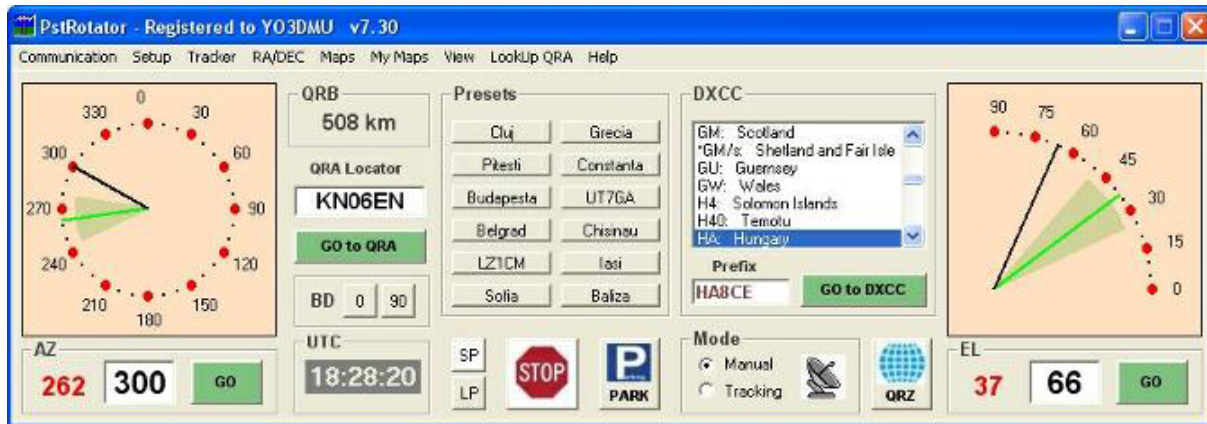 PstRotator - Registered to YO3DMU v7.30
Communication Setup Tracker RA/DEC Maps My Maps View LookUp QRA Help
0
30
60
90
120
150
180
210
240
270
300
330
AZ
262 300 GO
QRB
508 km
QRA Locator
KN06EN
GO to QRA
BD 0 90
UTC
18:28:20
Presets
Cluj Grecia
Pitesti Constanta
Budapesta UT7GA
Belgrad Chisinau
LZ1CM Iasi
Sofia Baliza
SP
LP
STOP
P
PARK
DXCC
GM: Scotland
*GM/s: Shetland and Fair Isle
GU: Guernsey
GW: Wales
H4: Solomon Islands
H40: Temotu
HA: Hungary
Prefix
HA8CE GO to DXCC
Mode
Manual
Tracking
QRZ
90
75
60
45
30
15
0
EL
37 66 GO